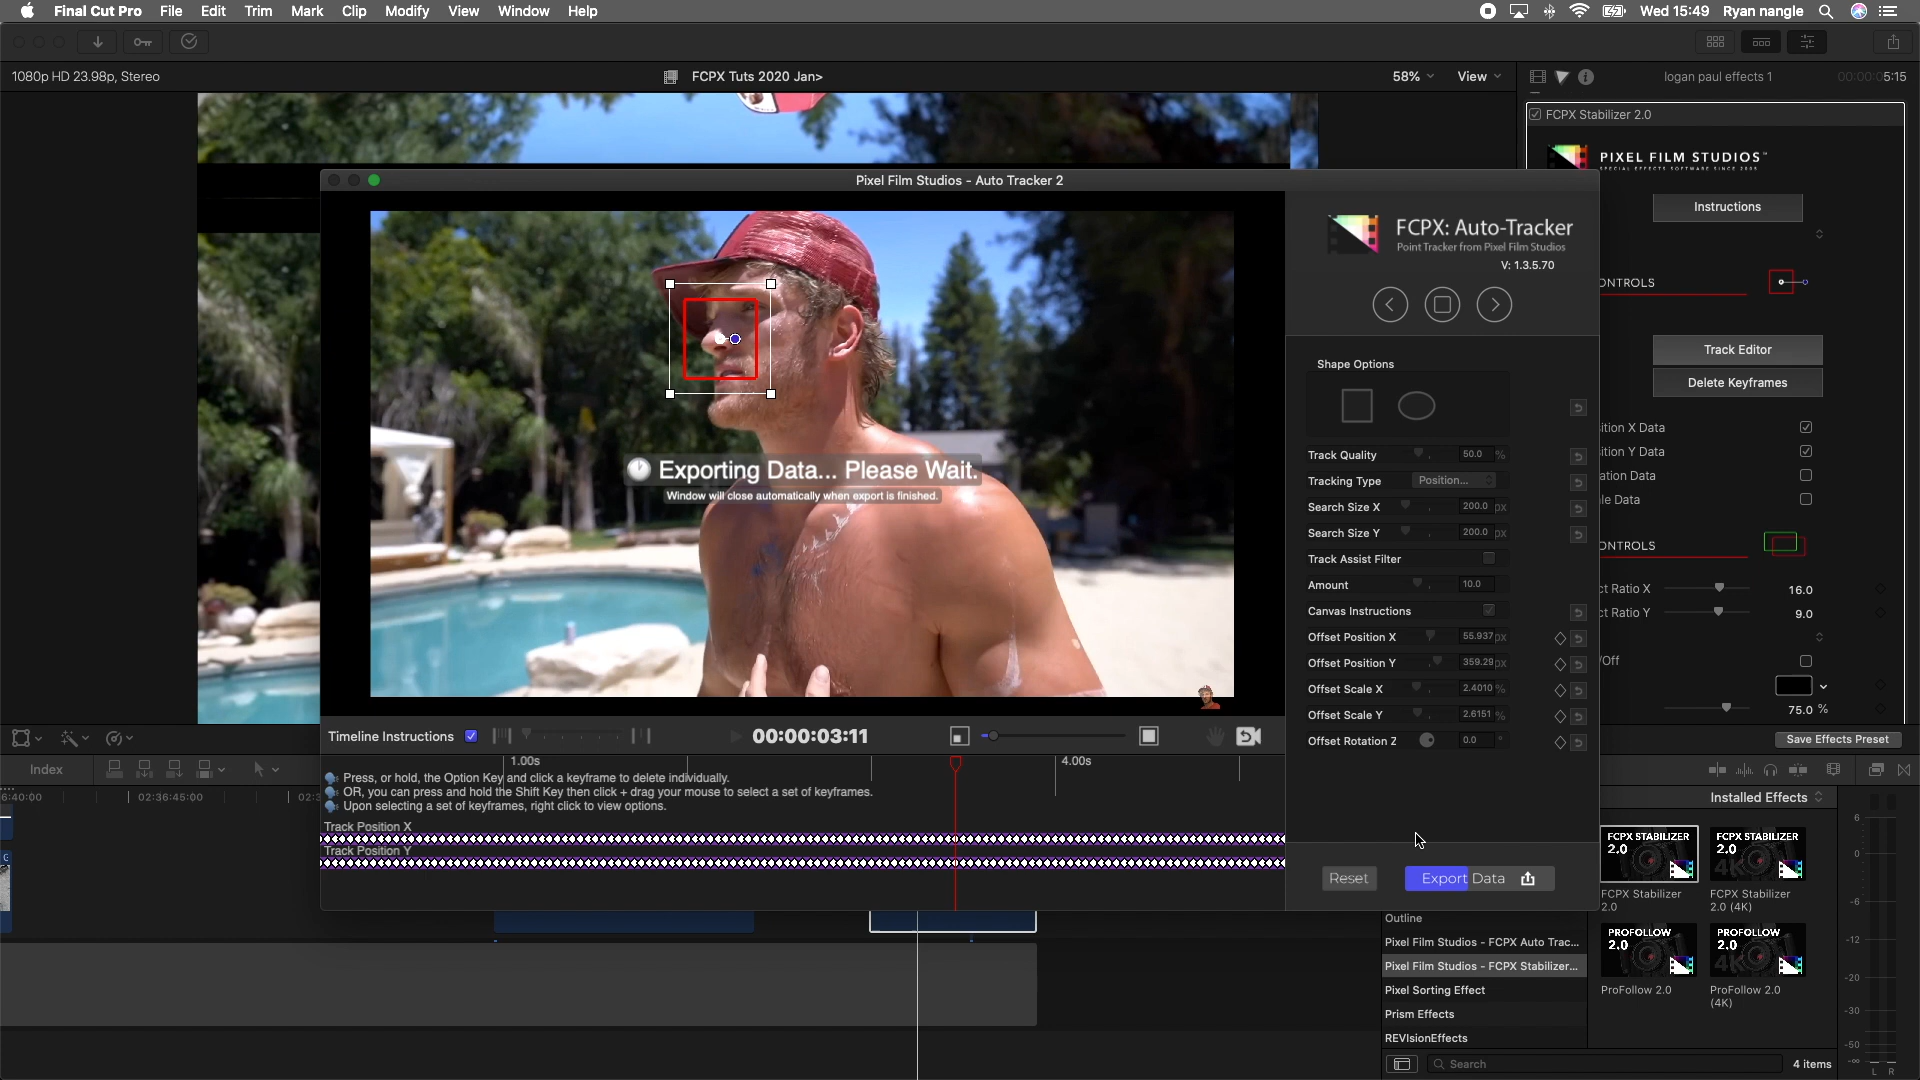 Final Cut Pro File Edit Trim Mark Clip Modify View Window Help
Wed 15:49 Ryan nangle
1080p HD 23.98p, Stereo
FCPX Tuts 2020 Jan>
58% View
logan paul effects 1
00:00:05:15
FCPX Stabilizer 2.0
PIXEL FILM STUDIOS™
SPECIAL EFFECTS SOFTWARE SINCE 2005
Instructions
ONTROLS
Track Editor
Delete Keyframes
ition X Data
ition Y Data
ation Data
le Data
ONTROLS
ct Ratio X 16.0
ct Ratio Y 9.0
/Off
75.0 %
Save Effects Preset
Pixel Film Studios - Auto Tracker 2
Exporting Data... Please Wait.
Window will close automatically when export is finished.
FCPX: Auto-Tracker
Point Tracker from Pixel Film Studios
V: 1.3.5.70
Shape Options
Track Quality 50.0 %
Tracking Type Position...
Search Size X 200.0 px
Search Size Y 200.0 px
Track Assist Filter
Amount 10.0
Canvas Instructions
Offset Position X 55.937 px
Offset Position Y 359.29 px
Offset Scale X 2.4010 %
Offset Scale Y 2.6151 %
Offset Rotation Z 0.0 °
Reset
Export Data
Timeline Instructions
00:00:03:11
1.00s
4.00s
Press, or hold, the Option Key and click a keyframe to delete individually.
OR, you can press and hold the Shift Key then click + drag your mouse to select a set of keyframes.
Upon selecting a set of keyframes, right click to view options.
Track Position X
Track Position Y
Index
6:40:00
02:36:45:00
02:3
Installed Effects
FCPX STABILIZER 2.0
FCPX STABILIZER 2.0
FCPX Stabilizer 2.0
FCPX Stabilizer 2.0 (4K)
PROFOLLOW 2.0
PROFOLLOW 2.0
4K
ProFollow 2.0
ProFollow 2.0 (4K)
Outline
Pixel Film Studios - FCPX Auto Trac...
Pixel Film Studios - FCPX Stabilizer...
Pixel Sorting Effect
Prism Effects
REVIsionEffects
Search
4 items
6
0
-6
-12
-20
-30
-50
-∞
L R